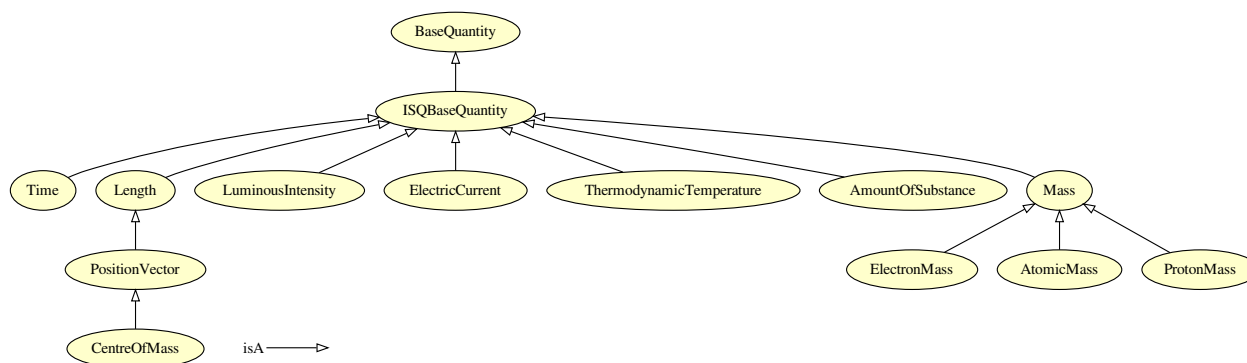 BaseQuantity
ISQBaseQuantity
Time
Length
LuminousIntensity
ElectricCurrent
ThermodynamicTemperature
AmountOfSubstance
Mass
PositionVector
ElectronMass
AtomicMass
ProtonMass
CentreOfMass
isA